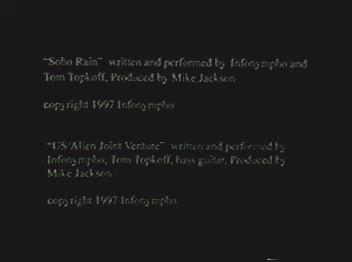 "Soho Rain" written and performed by Infonympho and
Tom Topkoff, Produced by Mike Jackson
copyright 1997 Infonympho
"US/Alien Joint Venture" written and performed by
Infonympho; Tom Topkoff, bass guitar, Produced by
Mike Jackson
copyright 1997 Infonympho